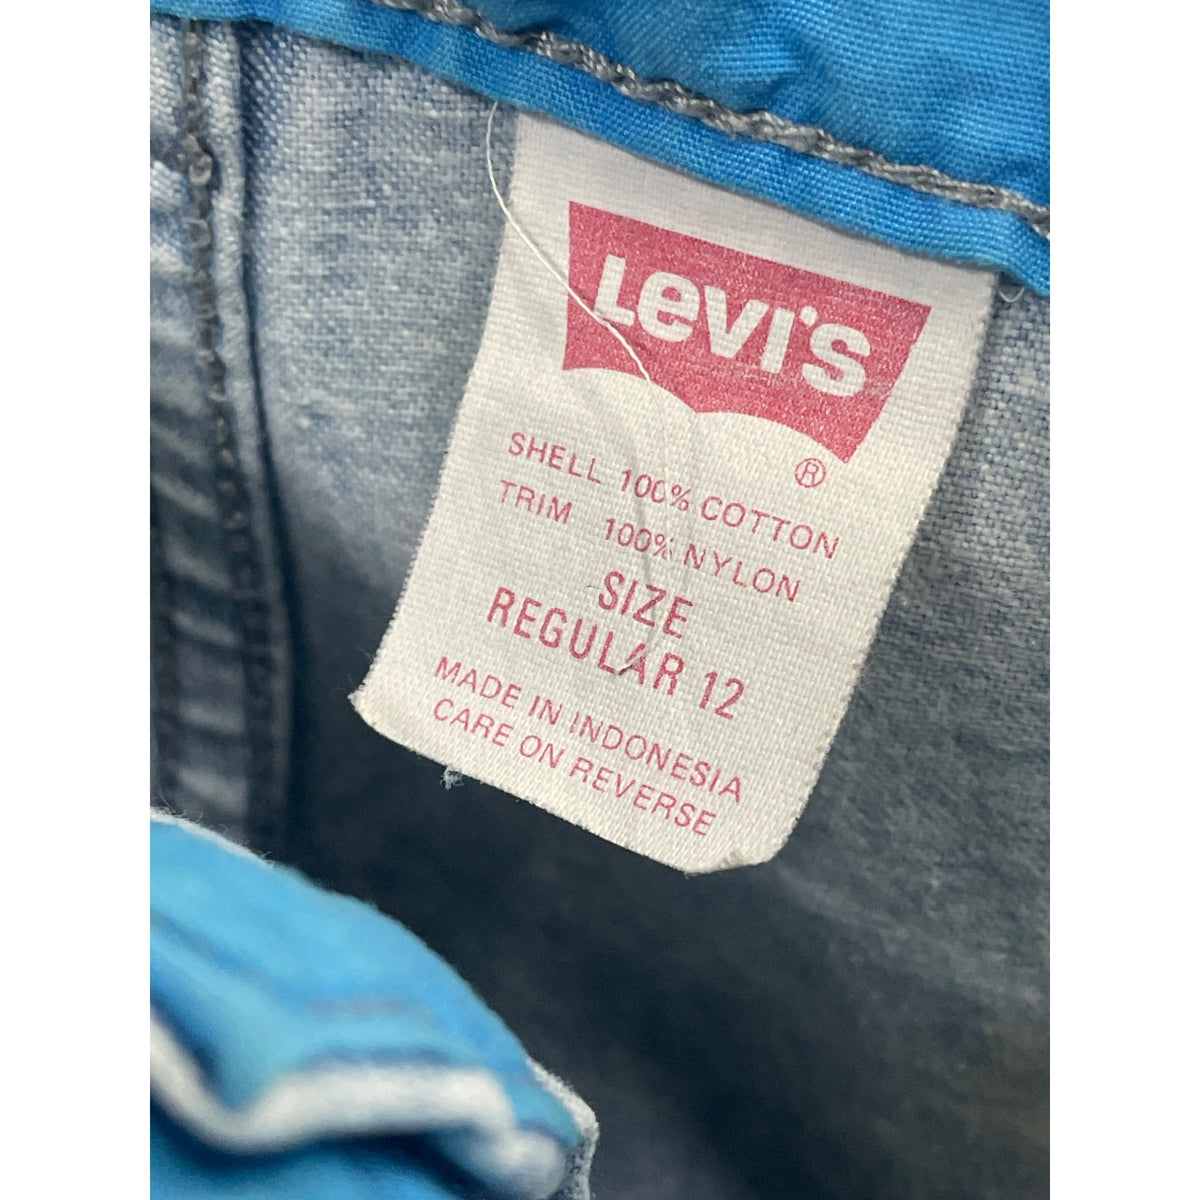 Levi's
®
SHELL 100% COTTON
TRIM 100% NYLON
SIZE
REGULAR 12
MADE IN INDONESIA
CARE ON REVERSE